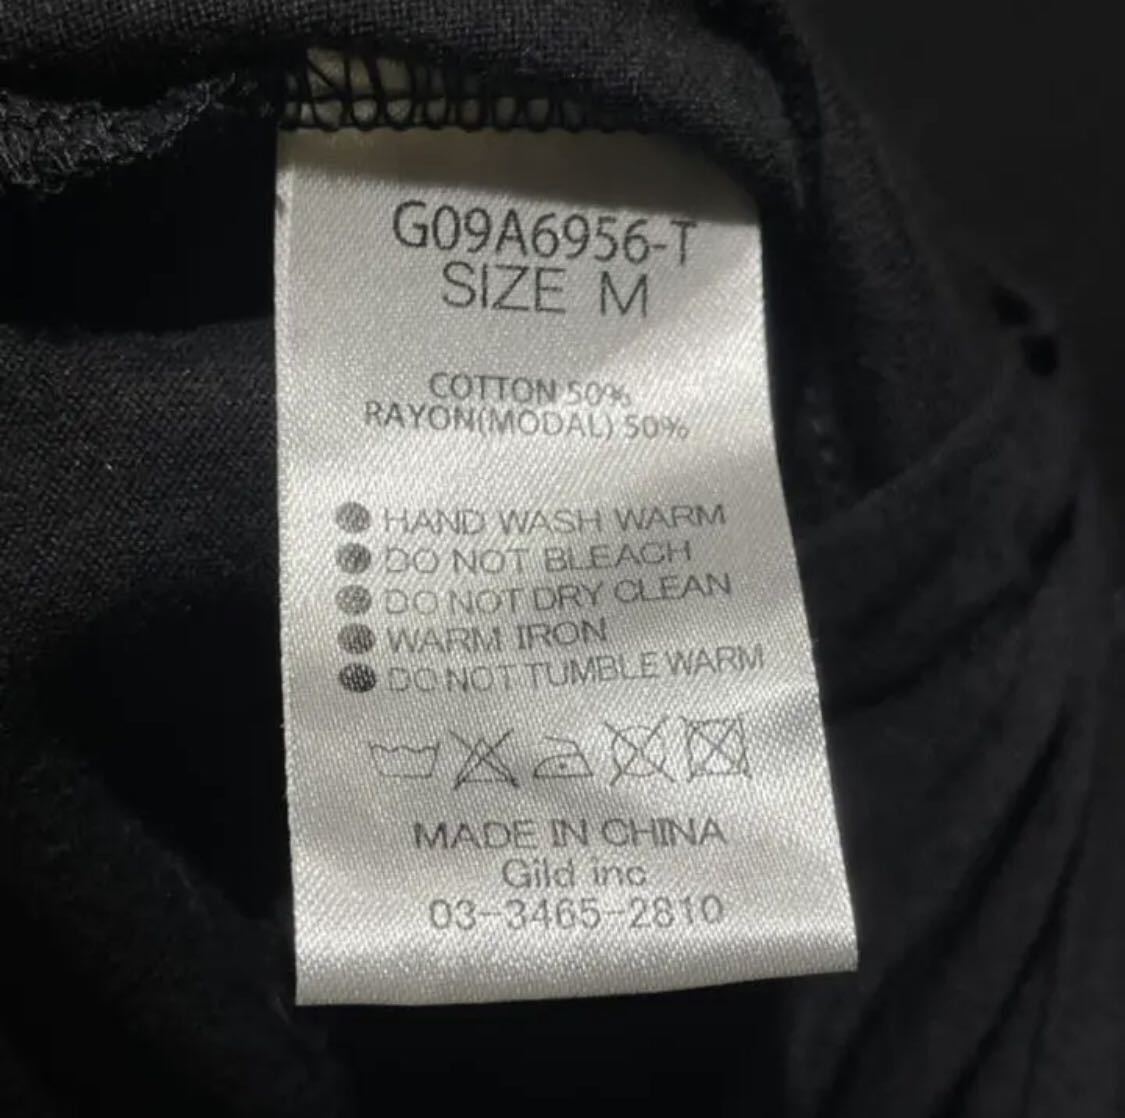 G09A6956-T
SIZE M
COTTON 50%
RAYON(MODAL) 50%
● HAND WASH WARM
● DO NOT BLEACH
● DO NOT DRY CLEAN
● WARM IRON
● DO NOT TUMBLE WARM
MADE IN CHINA
Gild inc
03-3465-2810